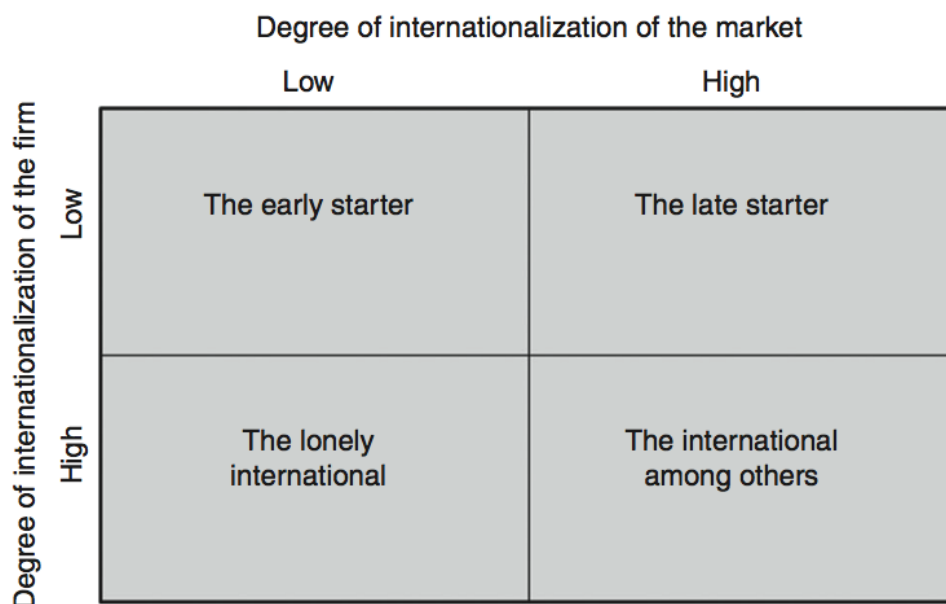 Degree of internationalization of the market
Low
High
Degree of internationalization of the firm
Low
The early starter
The late starter
High
The lonely
international
The international
among others